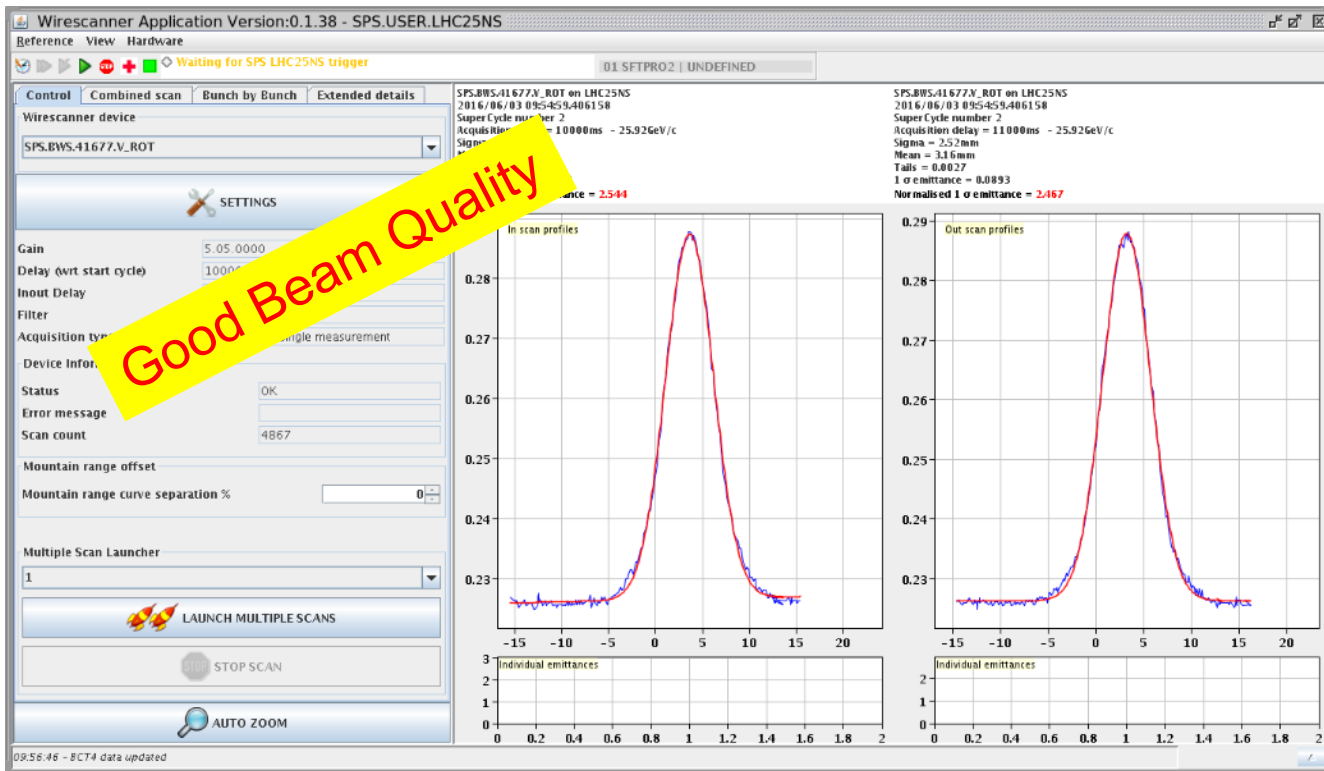 Wirescanner Application Version:0.1.38 - SPS.USER.LHC25NS
Reference View Hardware
Waiting for SPS LHC25NS trigger
01 SFTPRO2 | UNDEFINED
Control Combined scan Bunch by Bunch Extended details
Wirescanner device
SPS.BWS.41677.V_ROT
SETTINGS
Gain 5.05.0000
Delay (wrt start cycle)
Inout Delay
Filter
Acquisition measurement
Device
Status OK
Error message
Scan count 4867
Mountain range offset
Mountain range curve separation % 0
Multiple Scan Launcher
1
LAUNCH MULTIPLE SCANS
STOP
STOP SCAN
AUTO ZOOM
09:56:46 - BCT4 data updated
Good Beam Quality
SPS.BWS.41677.V_ROT on LHC25NS
2016/06/03 09:54:59.406158
SuperCycle number 2
Acquisition delay = 10000ms - 25.92GeV/c
= 2.544
In scan profiles
0.28
0.27
0.26
0.25
0.24
0.23
-15 -10 -5 0 5 10 15 20
Individual emittances
3
2
1
0
0 0.2 0.4 0.6 0.8 1 1.2 1.4 1.6 1.8 2
SPS.BWS.41677.V_ROT on LHC25NS
2016/06/03 09:54:59.406158
SuperCycle number 2
Acquisition delay = 11000ms - 25.92GeV/c
Sigma = 2.52mm
Mean = 3.16mm
Tails = 0.0027
1 σ emittance = 0.0893
Normalised 1 σ emittance = 2.467
Out scan profiles
0.29
0.28
0.27
0.26
0.25
0.24
0.23
-15 -10 -5 0 5 10 15 20
Individual emittances
2
1
0
0 0.2 0.4 0.6 0.8 1 1.2 1.4 1.6 1.8 2